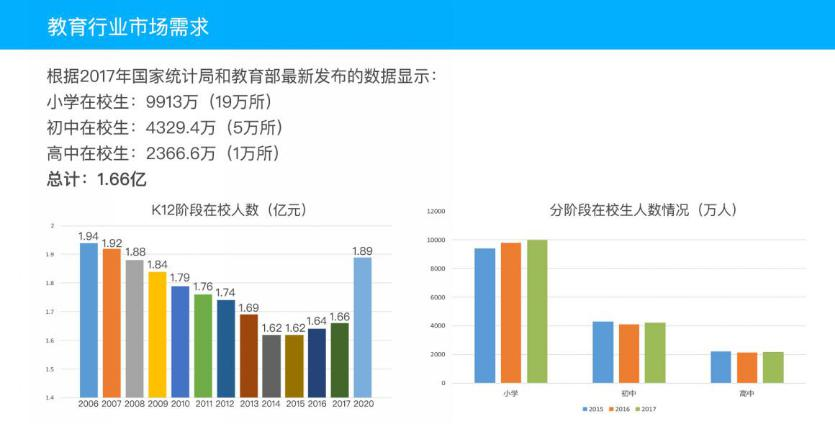 教育行业市场需求
根据2017年国家统计局和教育部最新发布的数据显示：
小学在校生：9913万（19万所）
初中在校生：4329.4万（5万所）
高中在校生：2366.6万（1万所）
总计：1.66亿
K12阶段在校人数（亿元）
2
1.9
1.8
1.7
1.6
1.5
1.4
1.94
1.92
1.88
1.84
1.79
1.76
1.74
1.69
1.62
1.62
1.64
1.66
1.89
2006 2007 2008 2009 2010 2011 2012 2013 2014 2015 2016 2017 2020
分阶段在校生人数情况（万人）
12000
10000
8000
6000
4000
2000
0
小学 初中 高中
2015 2016 2017